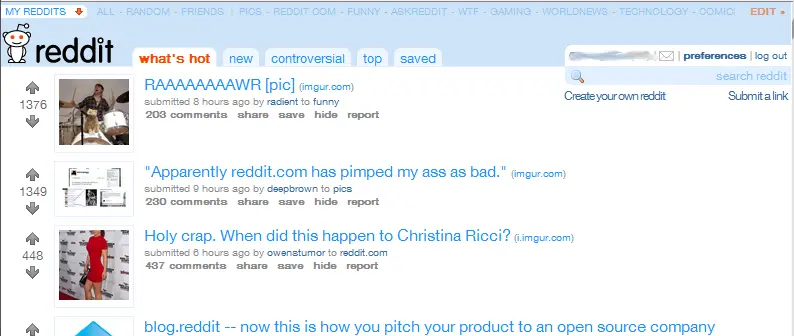 MY REDDITS ALL - RANDOM - FRIENDS | PICS - REDDIT.COM - FUNNY - ASKREDDIT - WTF - GAMING - WORLDNEWS - TECHNOLOGY - COMICS EDIT »
reddit what's hot new controversial top saved
| preferences | log out
search reddit
Create your own reddit Submit a link
1376
RAAAAAAAAWR [pic] (imgur.com)
submitted 8 hours ago by radient to funny
203 comments share save hide report
1349
"Apparently reddit.com has pimped my ass as bad." (imgur.com)
submitted 9 hours ago by deepbrown to pics
230 comments share save hide report
448
Holy crap. When did this happen to Christina Ricci? (i.imgur.com)
submitted 6 hours ago by owenstumor to reddit.com
437 comments share save hide report
blog.reddit -- now this is how you pitch your product to an open source company